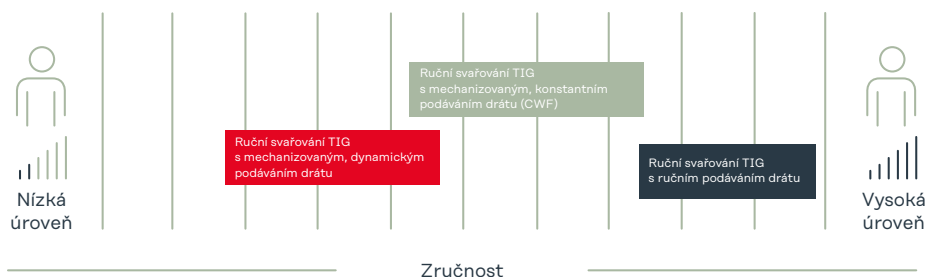 Ruční svařování TIG
s mechanizovaným, konstantním
podáváním drátu (CWF)
Ruční svařování TIG
s mechanizovaným, dynamickým
podáváním drátu
Ruční svařování TIG
s ručním podáváním drátu
Nízká
úroveň
Vysoká
úroveň
Zručnost